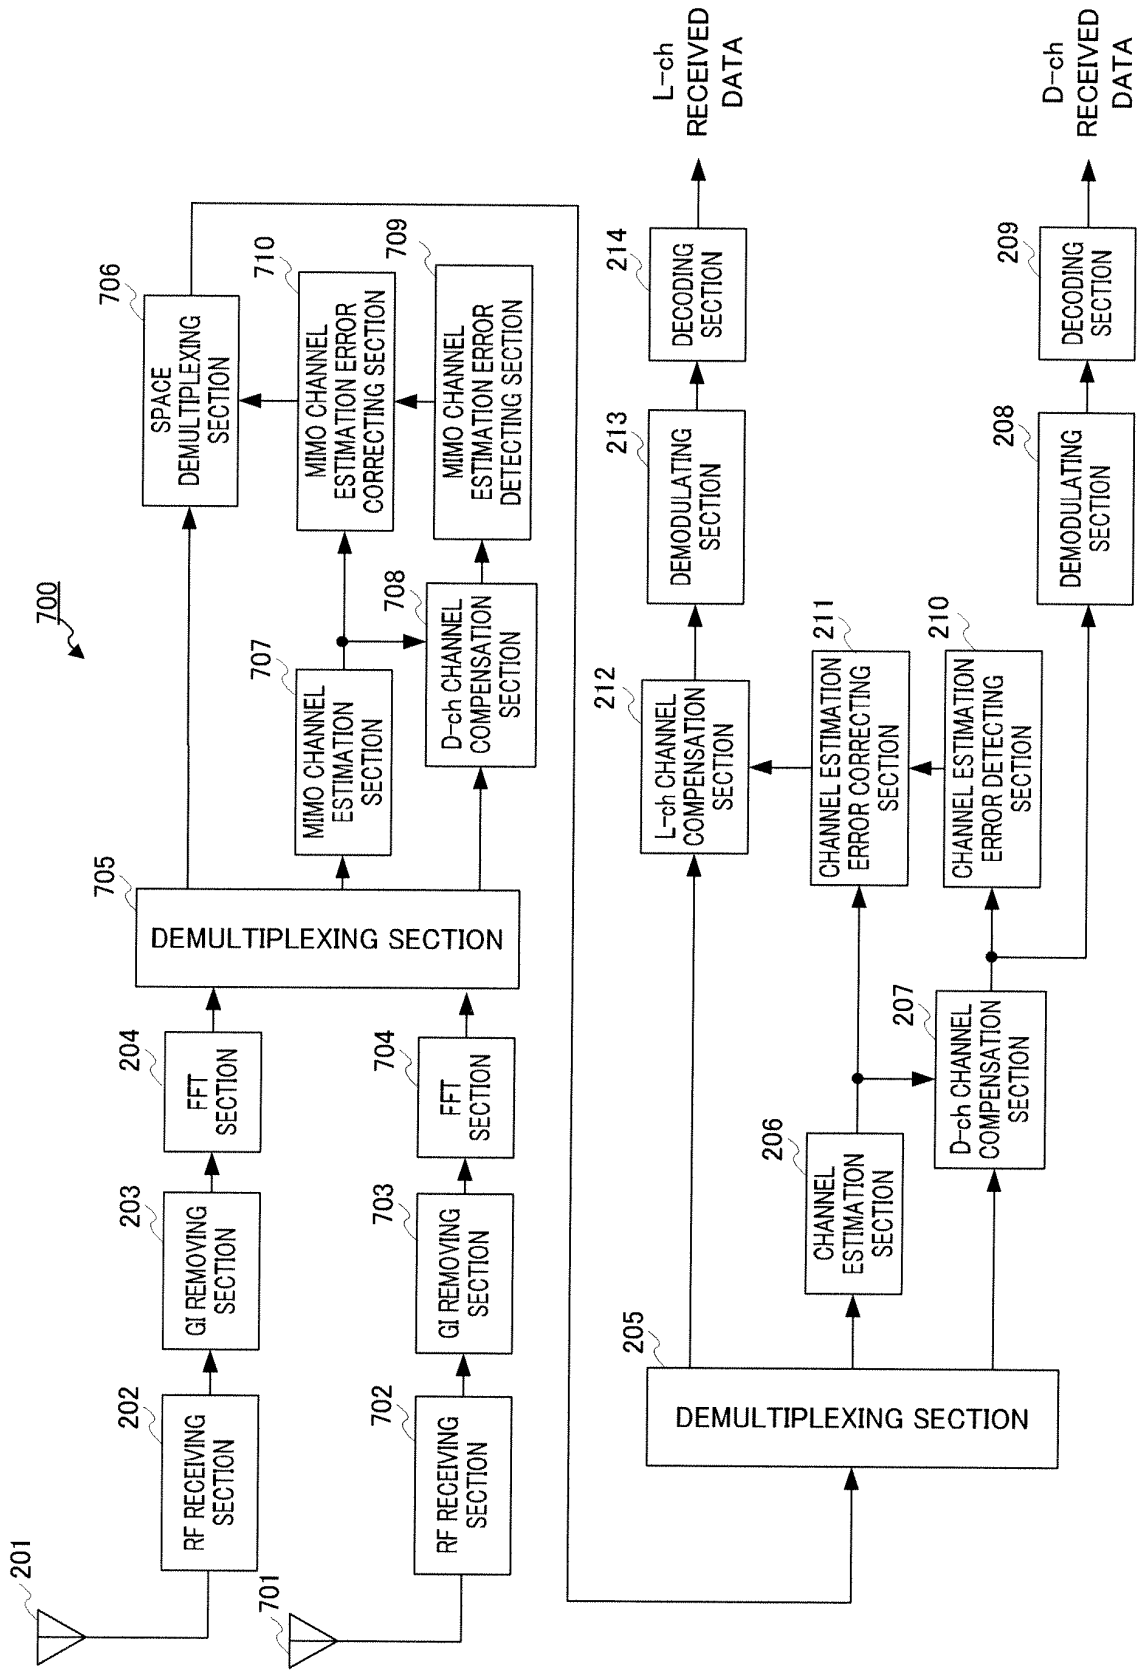 700
201
202
RF RECEIVING
SECTION
203
GI REMOVING
SECTION
204
FFT
SECTION
701
702
RF RECEIVING
SECTION
703
GI REMOVING
SECTION
704
FFT
SECTION
705
DEMULTIPLEXING SECTION
706
SPACE
DEMULTIPLEXING
SECTION
707
MIMO CHANNEL
ESTIMATION
SECTION
708
D-ch CHANNEL
COMPENSATION
SECTION
709
MIMO CHANNEL
ESTIMATION ERROR
DETECTING SECTION
710
MIMO CHANNEL
ESTIMATION ERROR
CORRECTING SECTION
205
DEMULTIPLEXING SECTION
206
CHANNEL
ESTIMATION
SECTION
207
D-ch CHANNEL
COMPENSATION
SECTION
210
CHANNEL ESTIMATION
ERROR DETECTING
SECTION
211
CHANNEL ESTIMATION
ERROR CORRECTING
SECTION
212
L-ch CHANNEL
COMPENSATION
SECTION
213
DEMODULATING
SECTION
214
DECODING
SECTION
L-ch
RECEIVED
DATA
208
DEMODULATING
SECTION
209
DECODING
SECTION
D-ch
RECEIVED
DATA